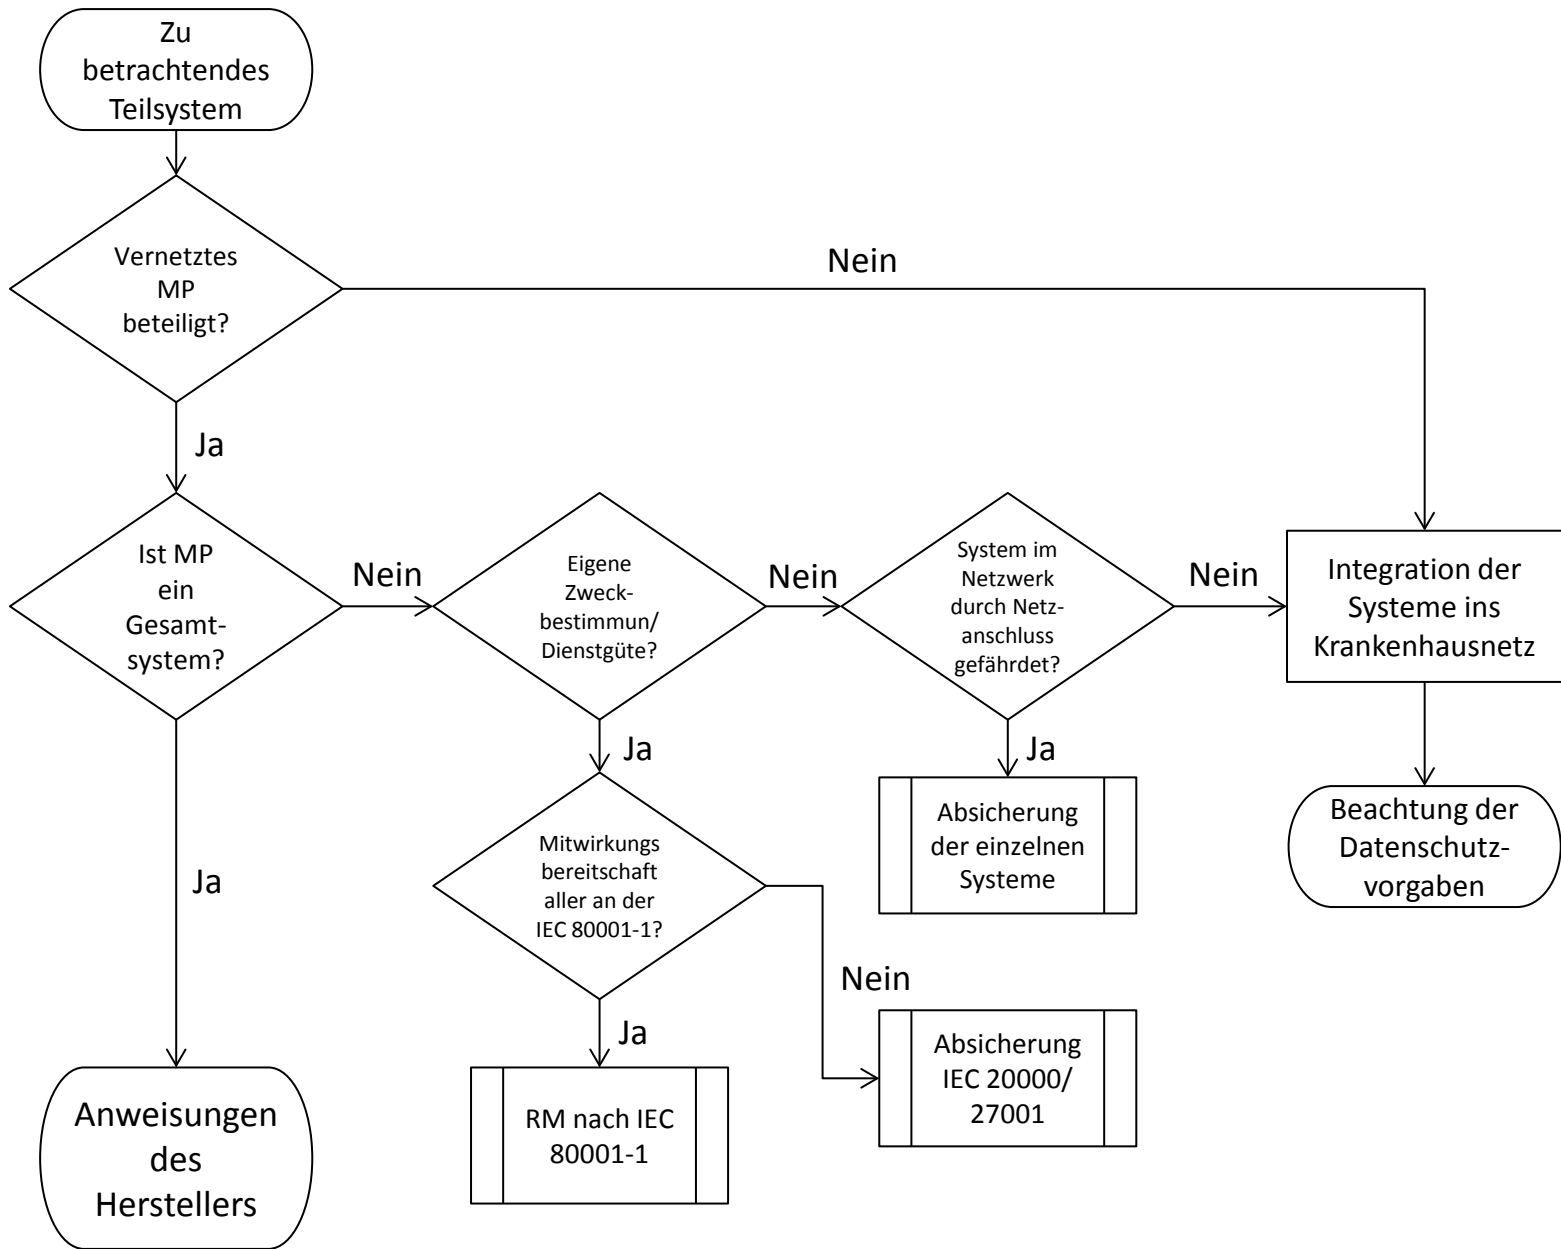 Zu
betrachtendes
Teilsystem
Vernetztes
MP
beteiligt?
Nein
Ja
Ist MP
ein
Gesamt-
system?
Nein
Eigene
Zweck-
bestimmun/
Dienstgüte?
Nein
System im
Netzwerk
durch Netz-
anschluss
gefährdet?
Nein
Integration der
Systeme ins
Krankenhausnetz
Ja
Ja
Ja
Mitwirkungs
bereitschaft
aller an der
IEC 80001-1?
Absicherung
der einzelnen
Systeme
Beachtung der
Datenschutz-
vorgaben
Nein
Ja
Absicherung
IEC 20000/
27001
RM nach IEC
80001-1
Anweisungen
des
Herstellers